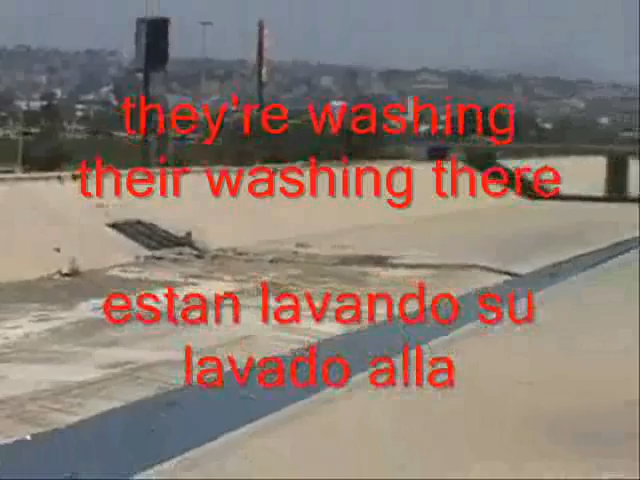 they're washing
their washing there
estan lavando su
lavado alla